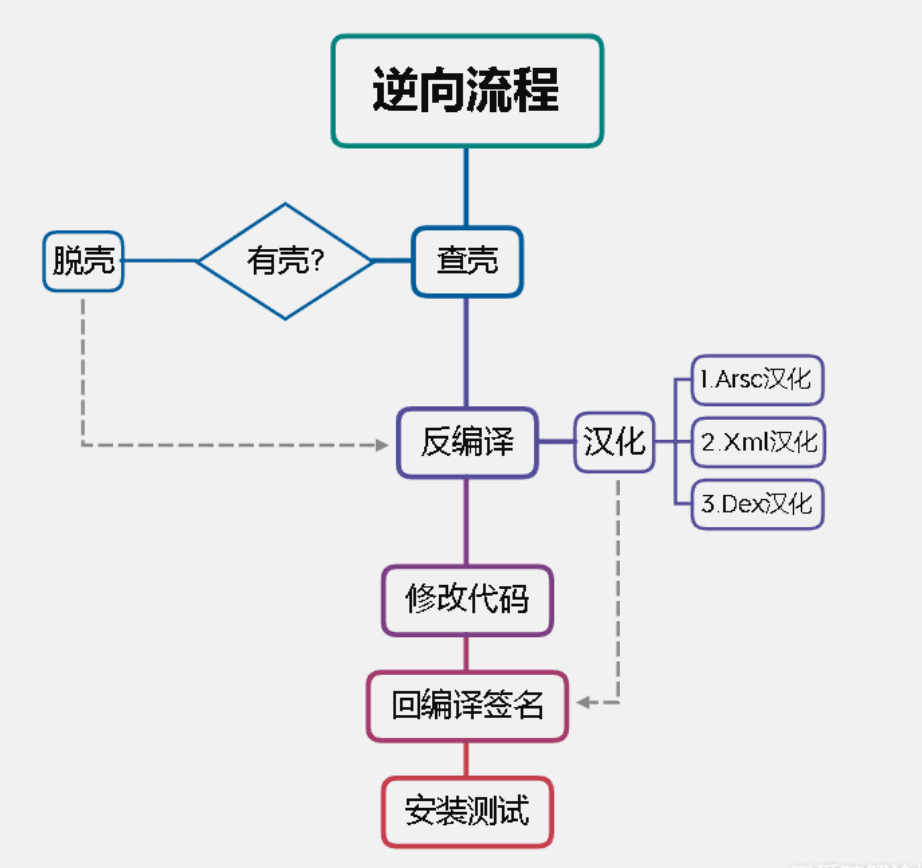 逆向流程
脱壳
有壳?
查壳
反编译
汉化
1.Arsc汉化
2.Xml汉化
3.Dex汉化
修改代码
回编译签名
安装测试